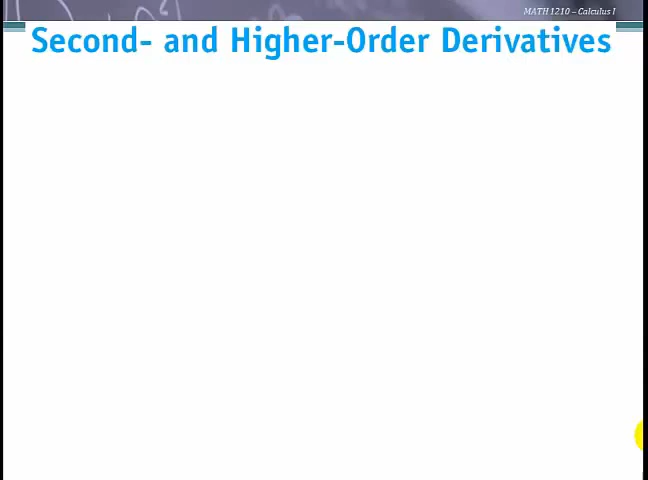 MATH 1210 – Calculus I
Second- and Higher-Order Derivatives